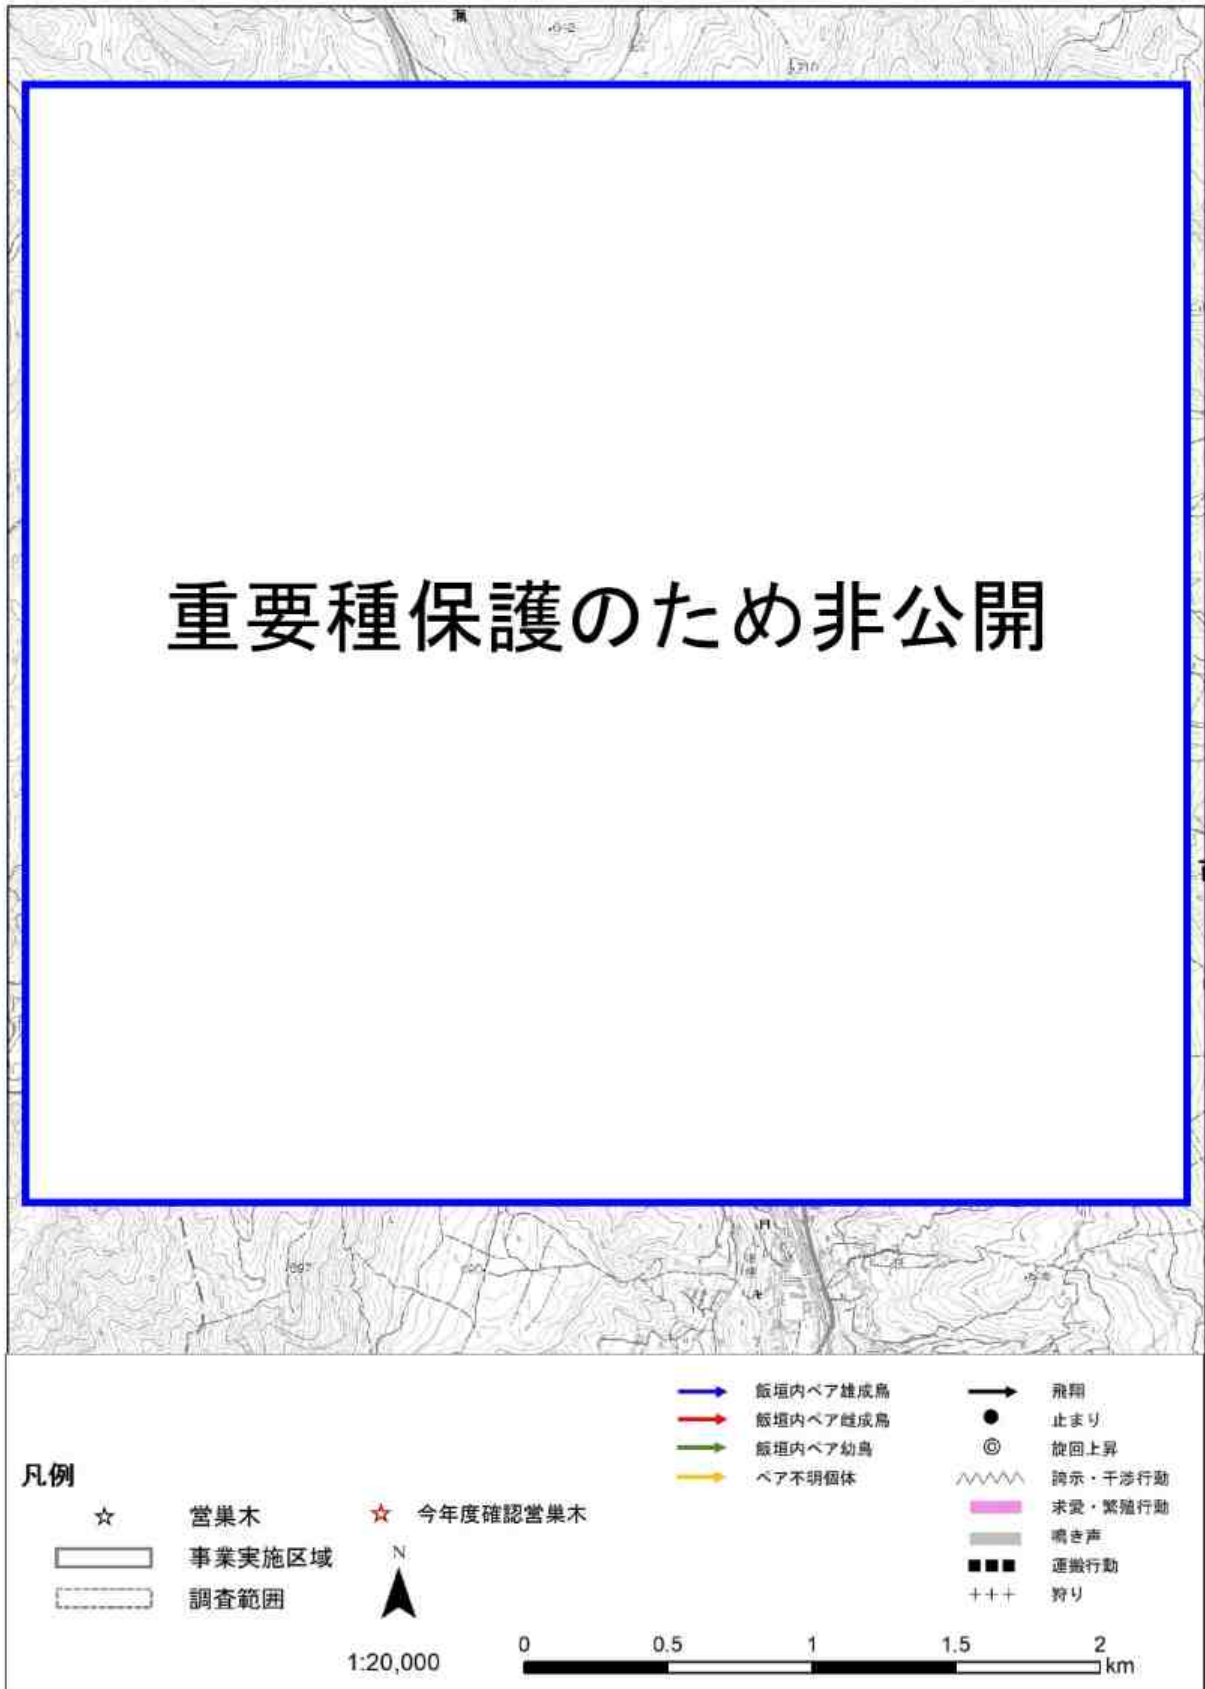 重要種保護のため非公開
凡例
☆ 営巣木
☆ 今年度確認営巣木
事業実施区域
調査範囲
N
1:20,000
飯垣内ペア雄成鳥
飯垣内ペア雌成鳥
飯垣内ペア幼鳥
ペア不明個体
飛翔
止まり
旋回上昇
誇示・干渉行動
求愛・繁殖行動
鳴き声
運搬行動
+++ 狩り
0 0.5 1 1.5 2 km